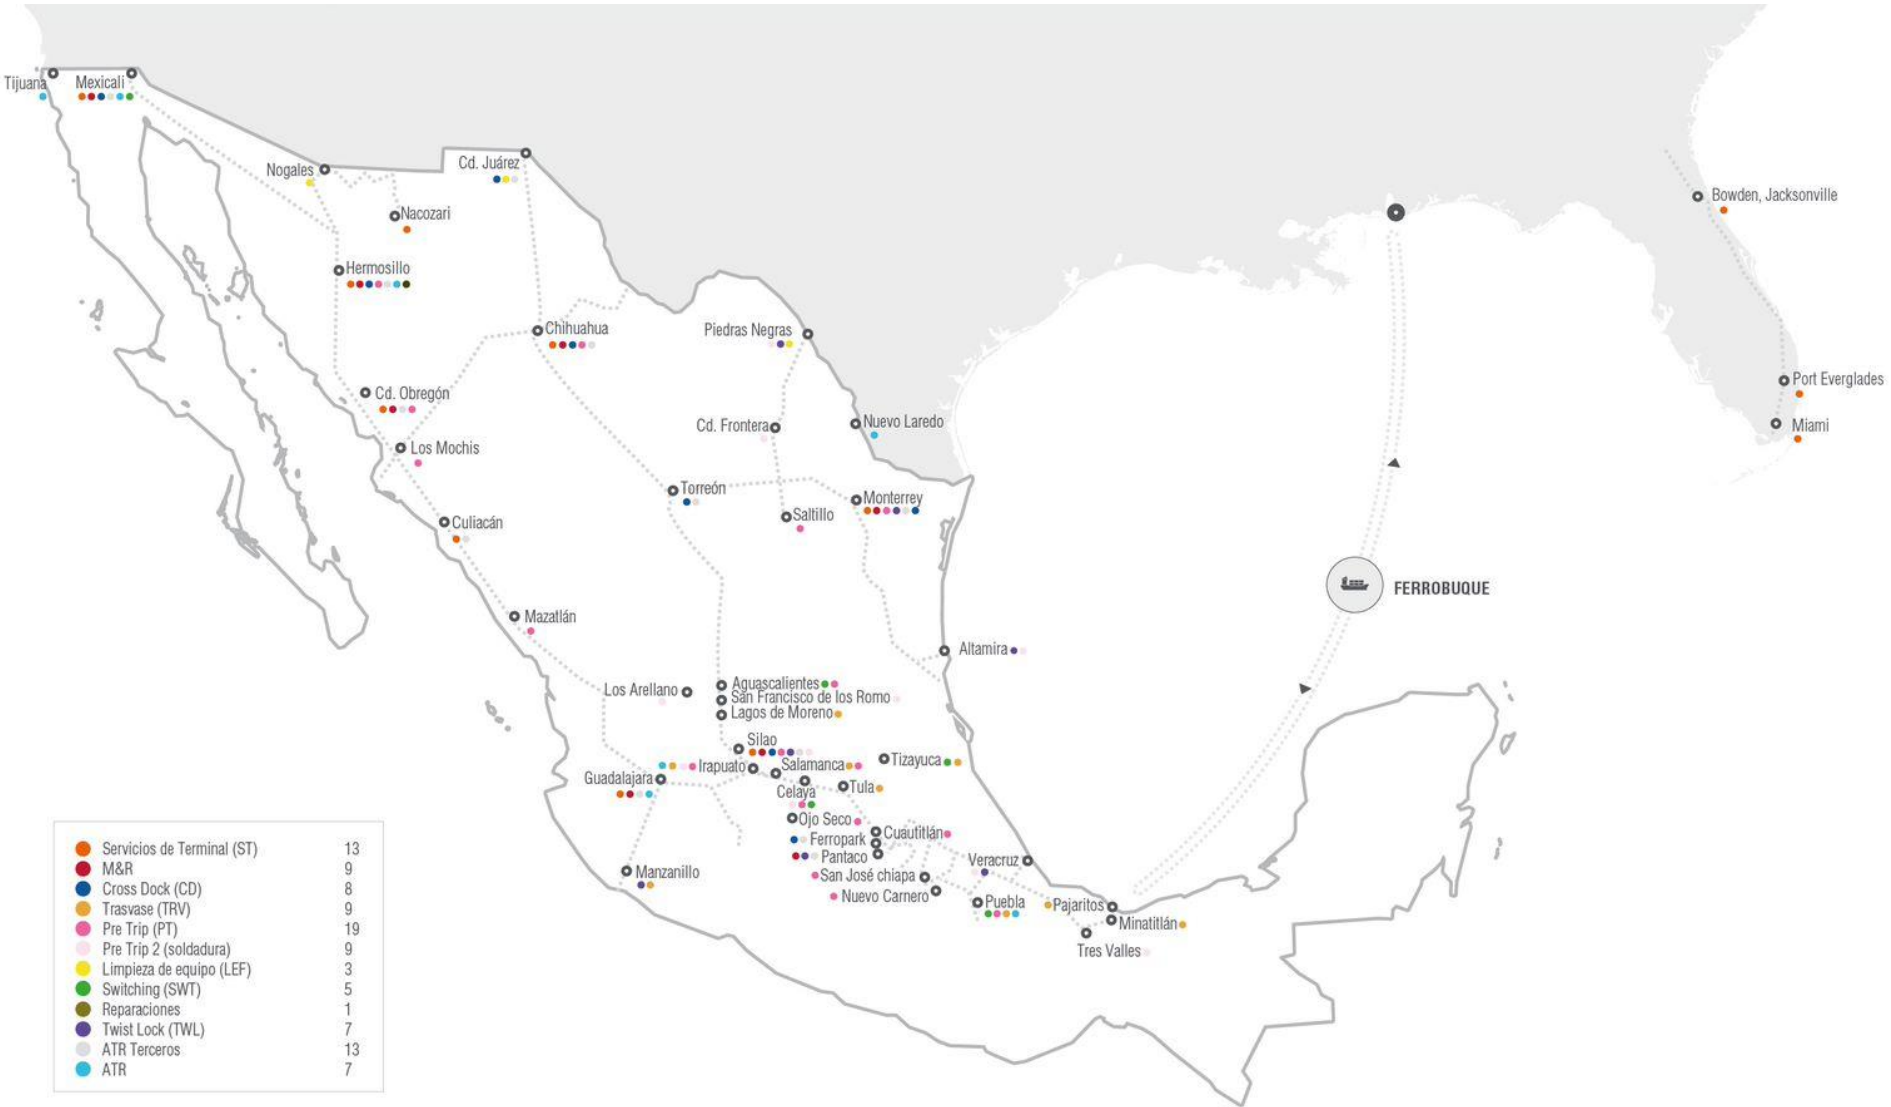 Tijuana
Mexicali
Nogales
Cd. Juárez
Nacozari
Bowden, Jacksonville
Hermosillo
Chihuahua
Piedras Negras
Port Everglades
Cd. Obregón
Cd. Frontera
Nuevo Laredo
Miami
Los Mochis
Torreón
Monterrey
Saltillo
Culiacán
FERROBUQUE
Mazatlán
Altamira
Los Arellano
Aguascalientes
San Francisco de los Romo
Lagos de Moreno
Silao
Tizayuca
Irapuato
Salamanca
Guadalajara
Tula
Celaya
Ojo Seco
Cuautitlán
Ferropark
Pantaco
Veracruz
Manzanillo
San José chiapa
Nuevo Carnero
Puebla
Pajaritos
Minatitlán
Tres Valles
Servicios de Terminal (ST) 13
M&R 9
Cross Dock (CD) 8
Trasvase (TRV) 9
Pre Trip (PT) 19
Pre Trip 2 (soldadura) 9
Limpieza de equipo (LEF) 3
Switching (SWT) 5
Reparaciones 1
Twist Lock (TWL) 7
ATR Terceros 13
ATR 7